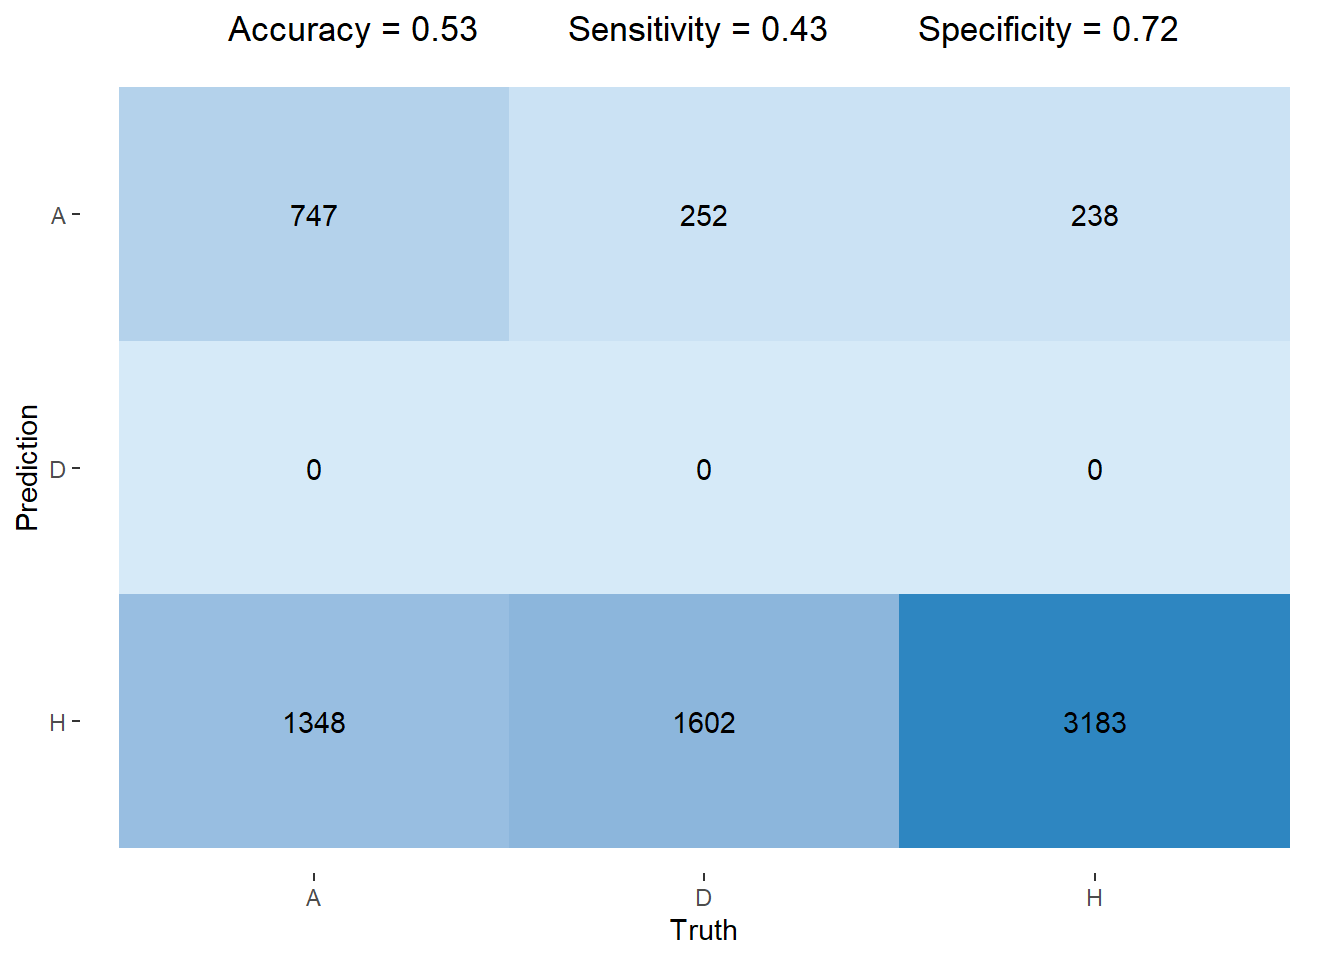 Accuracy = 0.53 Sensitivity = 0.43 Specificity = 0.72
A 747 252 238
Prediction
D 0 0 0
H 1348 1602 3183
A D H
Truth